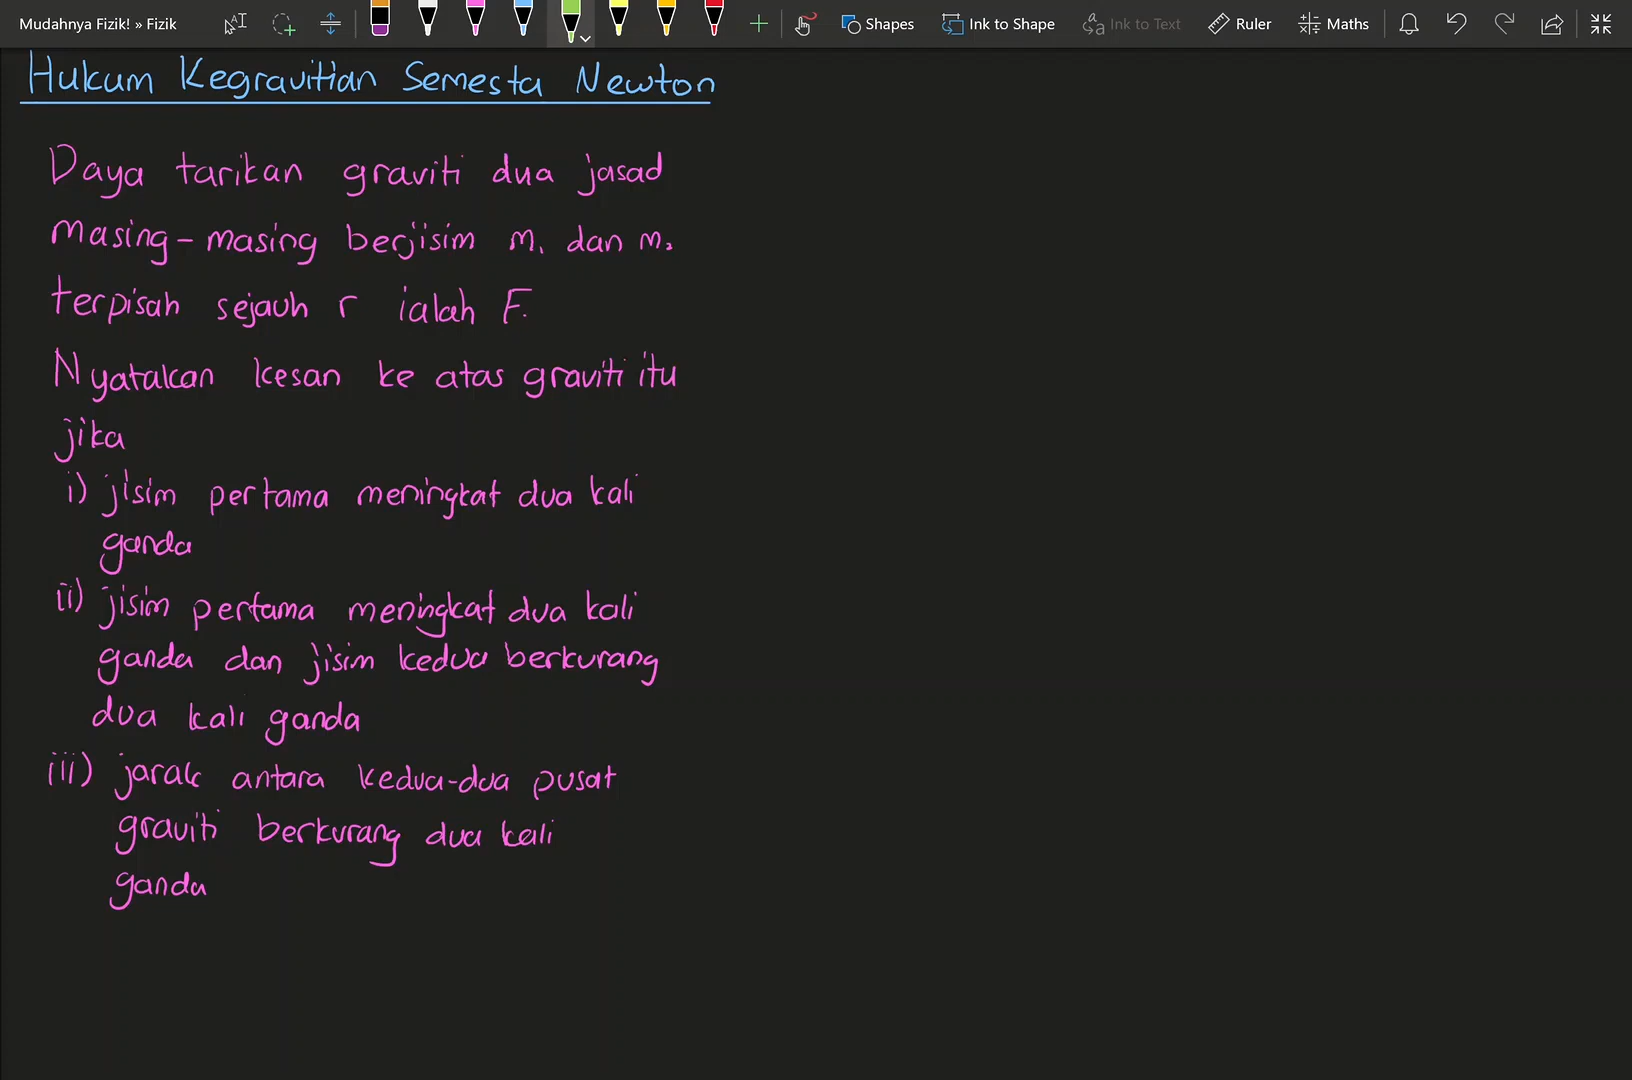 Mudahnya Fizik! » Fizik
Shapes
Ink to Shape
Ink to Text
Ruler
Maths
Hukum Kegravitian Semesta Newton
Daya tarikan graviti dua jasad
masing-masing berjisim m₁ dan m₂
terpisah sejauh r ialah F.
Nyatakan kesan ke atas graviti itu
jika
i) jisim pertama meningkat dua kali
ganda
ii) jisim pertama meningkat dua kali
ganda dan jisim kedua berkurang
dua kali ganda
iii) jarak antara kedua-dua pusat
graviti berkurang dua kali
ganda